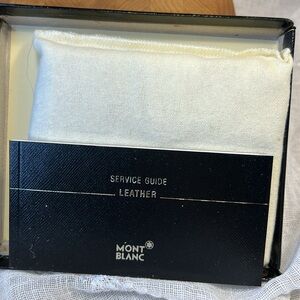 SERVICE GUIDE
LEATHER
MONT
BLANC